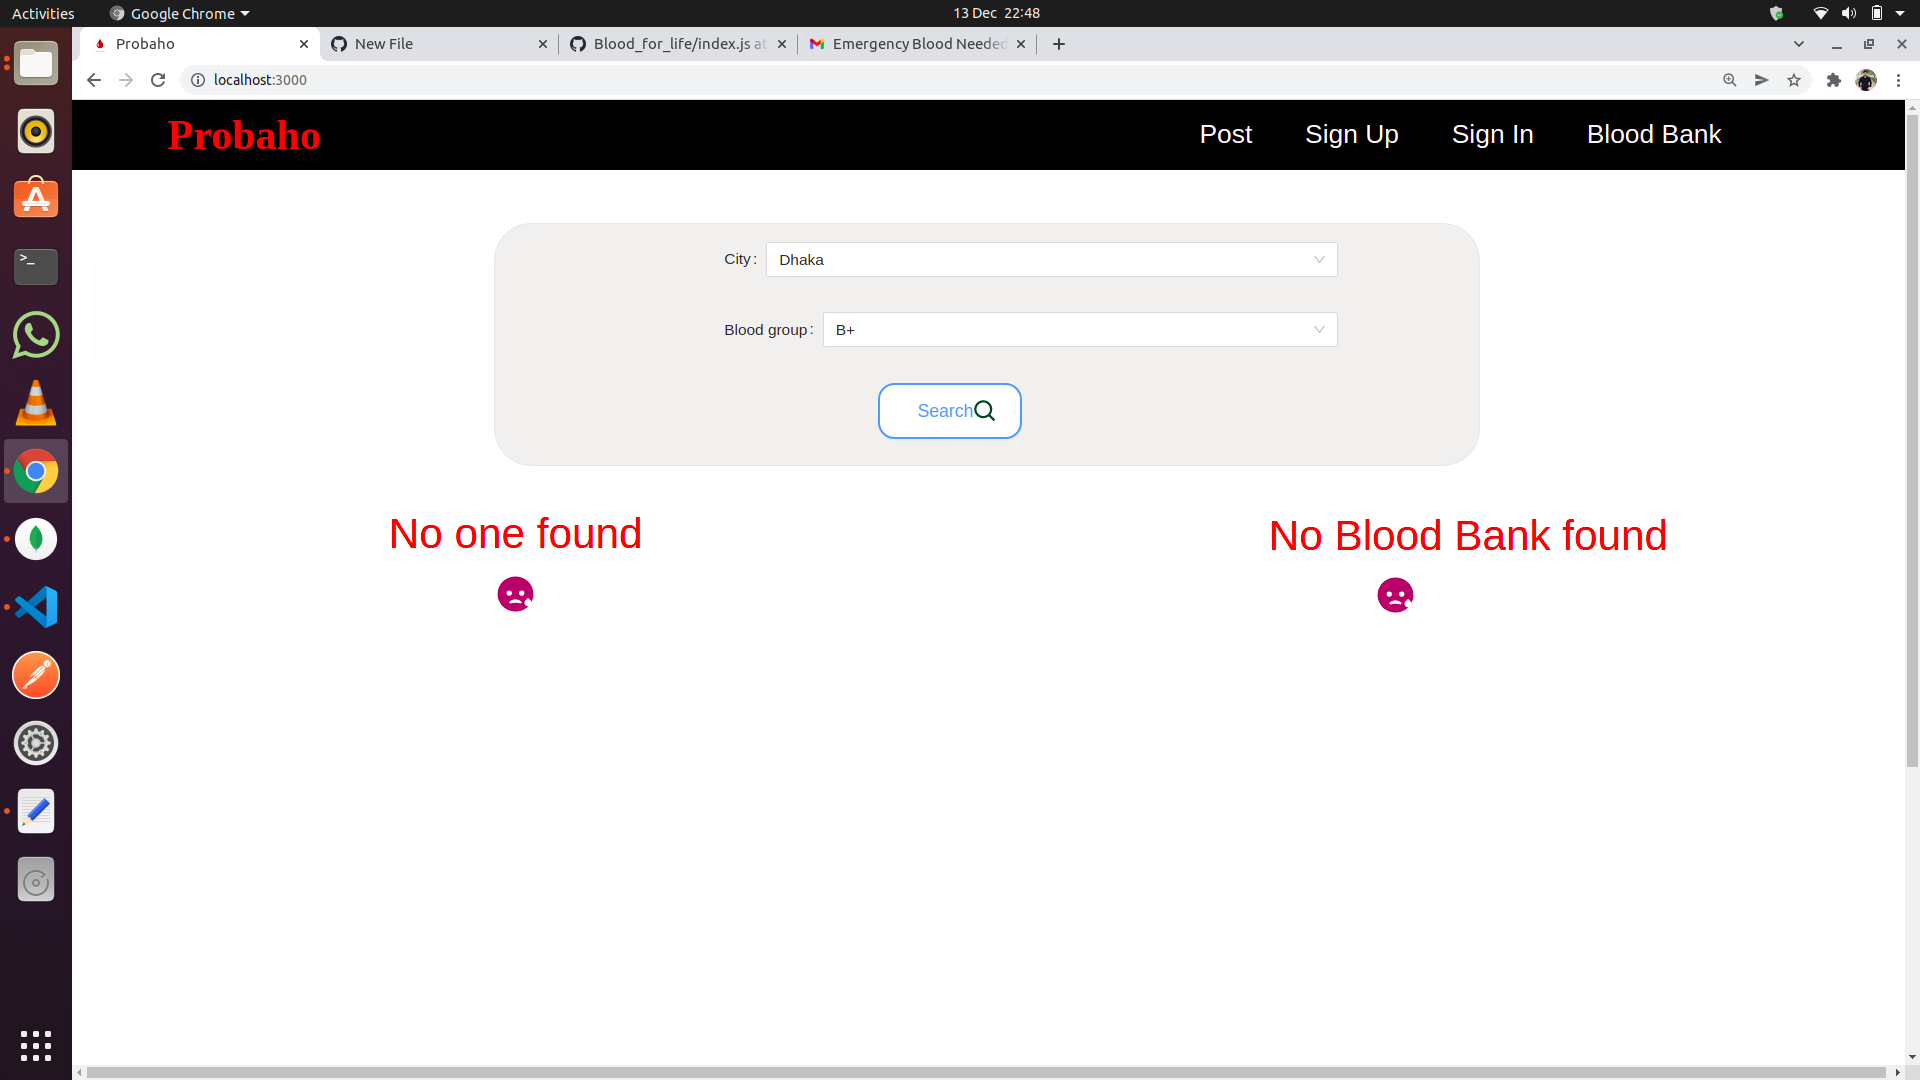 Activities
Google Chrome
13 Dec 22:48
Probaho
New File
Blood_for_life/index.js at
Emergency Blood Needed
localhost:3000
Probaho
Post
Sign Up
Sign In
Blood Bank
City :
Dhaka
Blood group :
B+
Search
No one found
No Blood Bank found